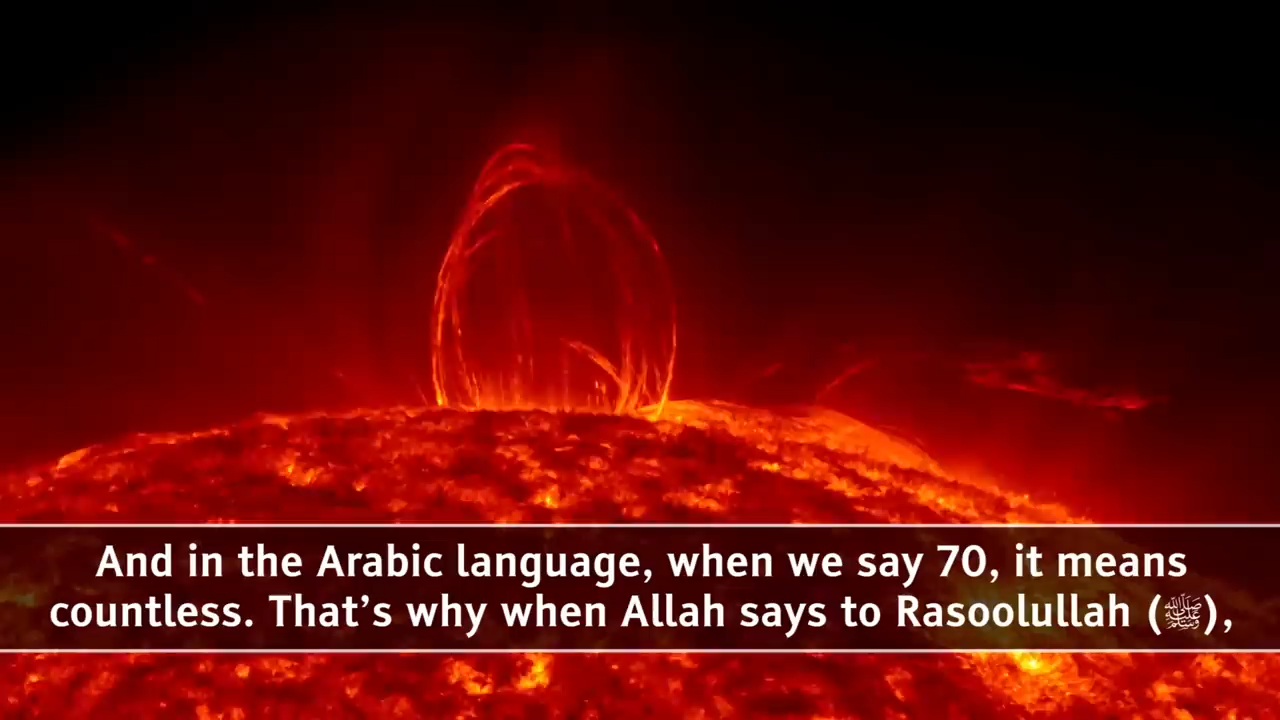 And in the Arabic language, when we say 70, it means
countless. That’s why when Allah says to Rasoolullah (ﷺ),